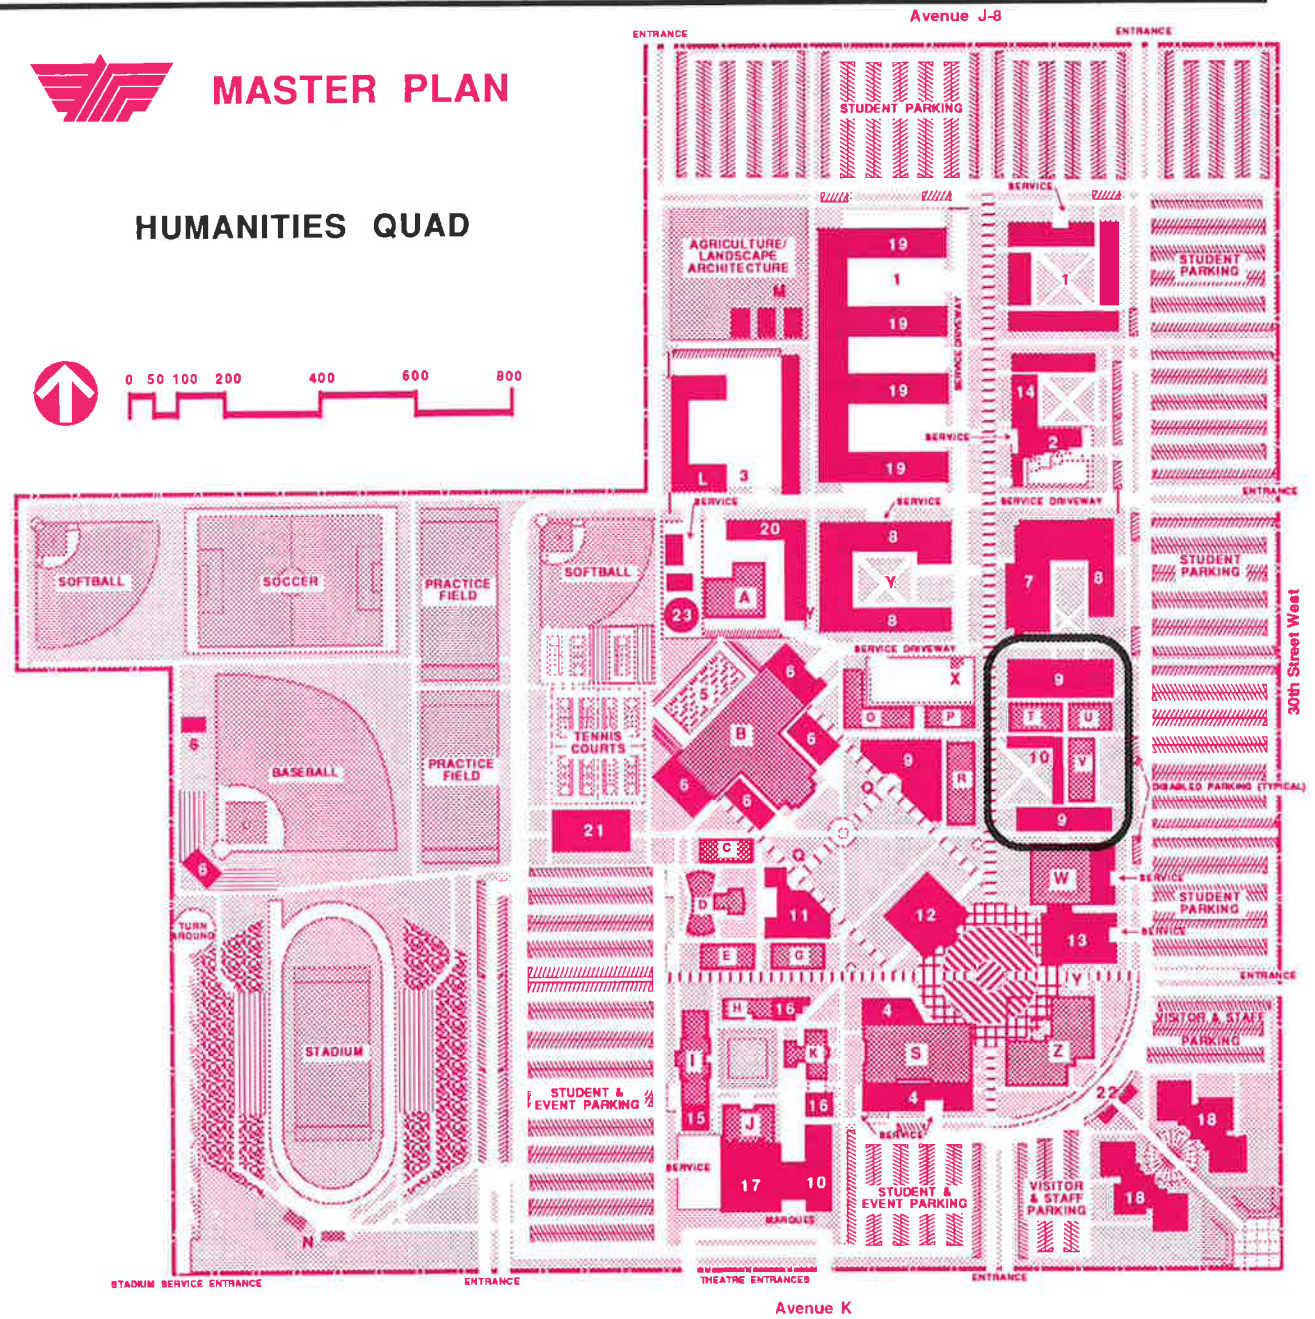 Avenue J-8
ENTRANCE
ENTRANCE
MASTER PLAN
STUDENT PARKING
SERVICE
HUMANITIES QUAD
AGRICULTURE/
LANDSCAPE
ARCHITECTURE
M
19
1
1
STUDENT
PARKING
19
SERVICE DRIVEWAY
0 50 100 200 400 600 800
19
14
SERVICE
2
19
L
3
ENTRANCE
SERVICE
SERVICE
SERVICE DRIVEWAY
20
8
SOFTBALL
SOCCER
PRACTICE
FIELD
SOFTBALL
STUDENT
PARKING
7
8
Y
A
23
Y
8
30th Street West
SERVICE DRIVEWAY
6
X
9
5
O
P
T
U
B
6
TENNIS
COURTS
6
BASEBALL
PRACTICE
FIELD
9
R
10
V
6
6
Q
DISABLED PARKING (TYPICAL)
9
21
C
Q
6
W
SERVICE
D
11
12
STUDENT
PARKING
TURN
AROUND
SERVICE
13
E
G
ENTRANCE
Y
H
16
4
VISITOR & STAFF
PARKING
STADIUM
I
K
S
Z
STUDENT &
EVENT PARKING
22
15
16
4
18
J
SERVICE
SERVICE
17
10
STUDENT &
EVENT PARKING
VISITOR
& STAFF
PARKING
18
MARQUEE
N
STADIUM SERVICE ENTRANCE
ENTRANCE
THEATRE ENTRANCES
ENTRANCE
Avenue K